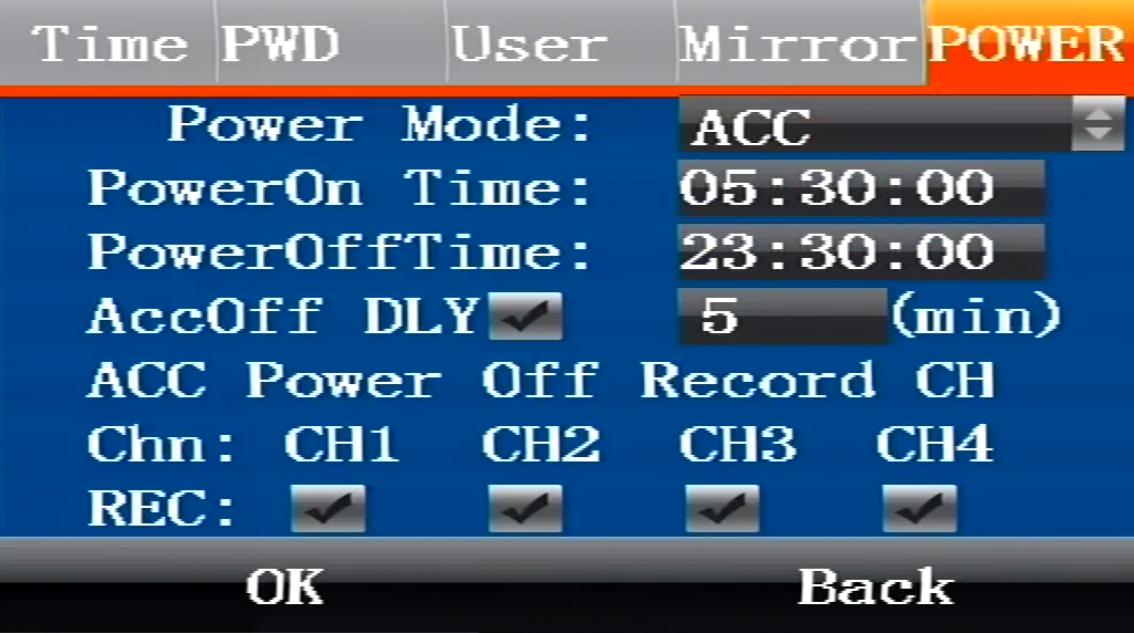 Time PWD User Mirror POWER
Power Mode: ACC
PowerOn Time: 05:30:00
PowerOffTime: 23:30:00
AccOff DLY 5 (min)
ACC Power Off Record CH
Chn: CH1 CH2 CH3 CH4
REC:
OK Back